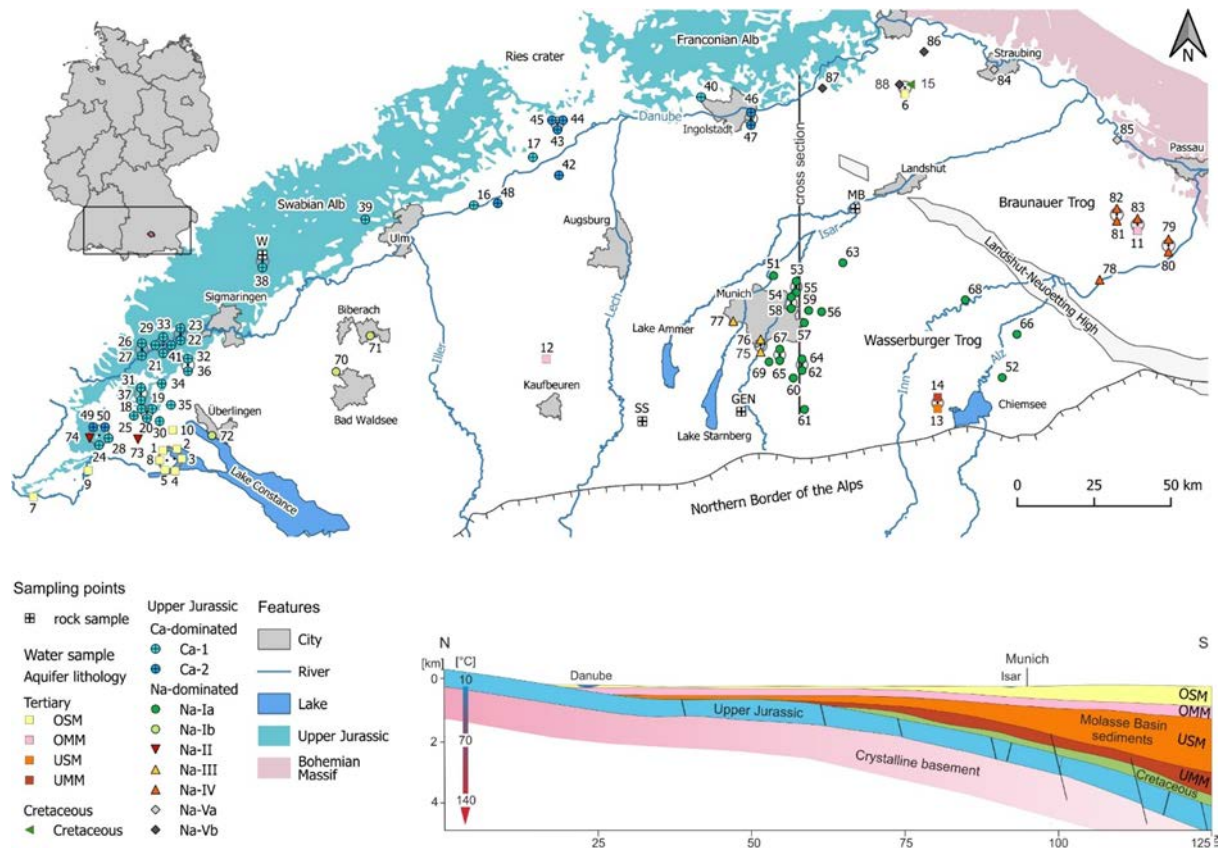 Franconian Alb
Ries crater
N
86
Straubing
84
40
46
87
88
15
6
45
44
43
Danube
Ingolstadt
47
85
Passau
17
42
cross section
Landshut
16
48
MB
82
83
Braunauer Trog
81
11
79
80
Swabian Alb
39
Ulm
Augsburg
Isar
W
38
51
53
63
Landshut-Neuoetting High
78
Sigmaringen
54
55
59
68
Munich
58
56
Biberach
Lech
77
57
66
23
33
29
22
26
27
21
41
32
36
71
Iller
Lake Ammer
76
67
75
Wasserburger Trog
70
12
64
62
52
31
34
37
69
65
60
Inn
Alz
19
18
35
Überlingen
Kaufbeuren
GEN
14
49
50
25
20
30
Bad Waldsee
SS
61
13
Chiemsee
74
10
72
Lake Starnberg
24
28
73
1
2
8
3
9
5
4
Lake Constance
7
Northern Border of the Alps
0
25
50 km
Sampling points
rock sample
Water sample
Aquifer lithology
Tertiary
OSM
OMM
USM
UMM
Cretaceous
Cretaceous
Upper Jurassic
Ca-dominated
Ca-1
Ca-2
Na-dominated
Na-Ia
Na-Ib
Na-II
Na-III
Na-IV
Na-Va
Na-Vb
Features
City
River
Lake
Upper Jurassic
Bohemian
Massif
N
S
[km]
[°C]
Munich
Danube
Isar
0
10
OSM
OMM
Upper Jurassic
Molasse Basin
sediments
USM
70
2
Crystalline basement
UMM
Cretaceous
140
4
25
50
75
100
125